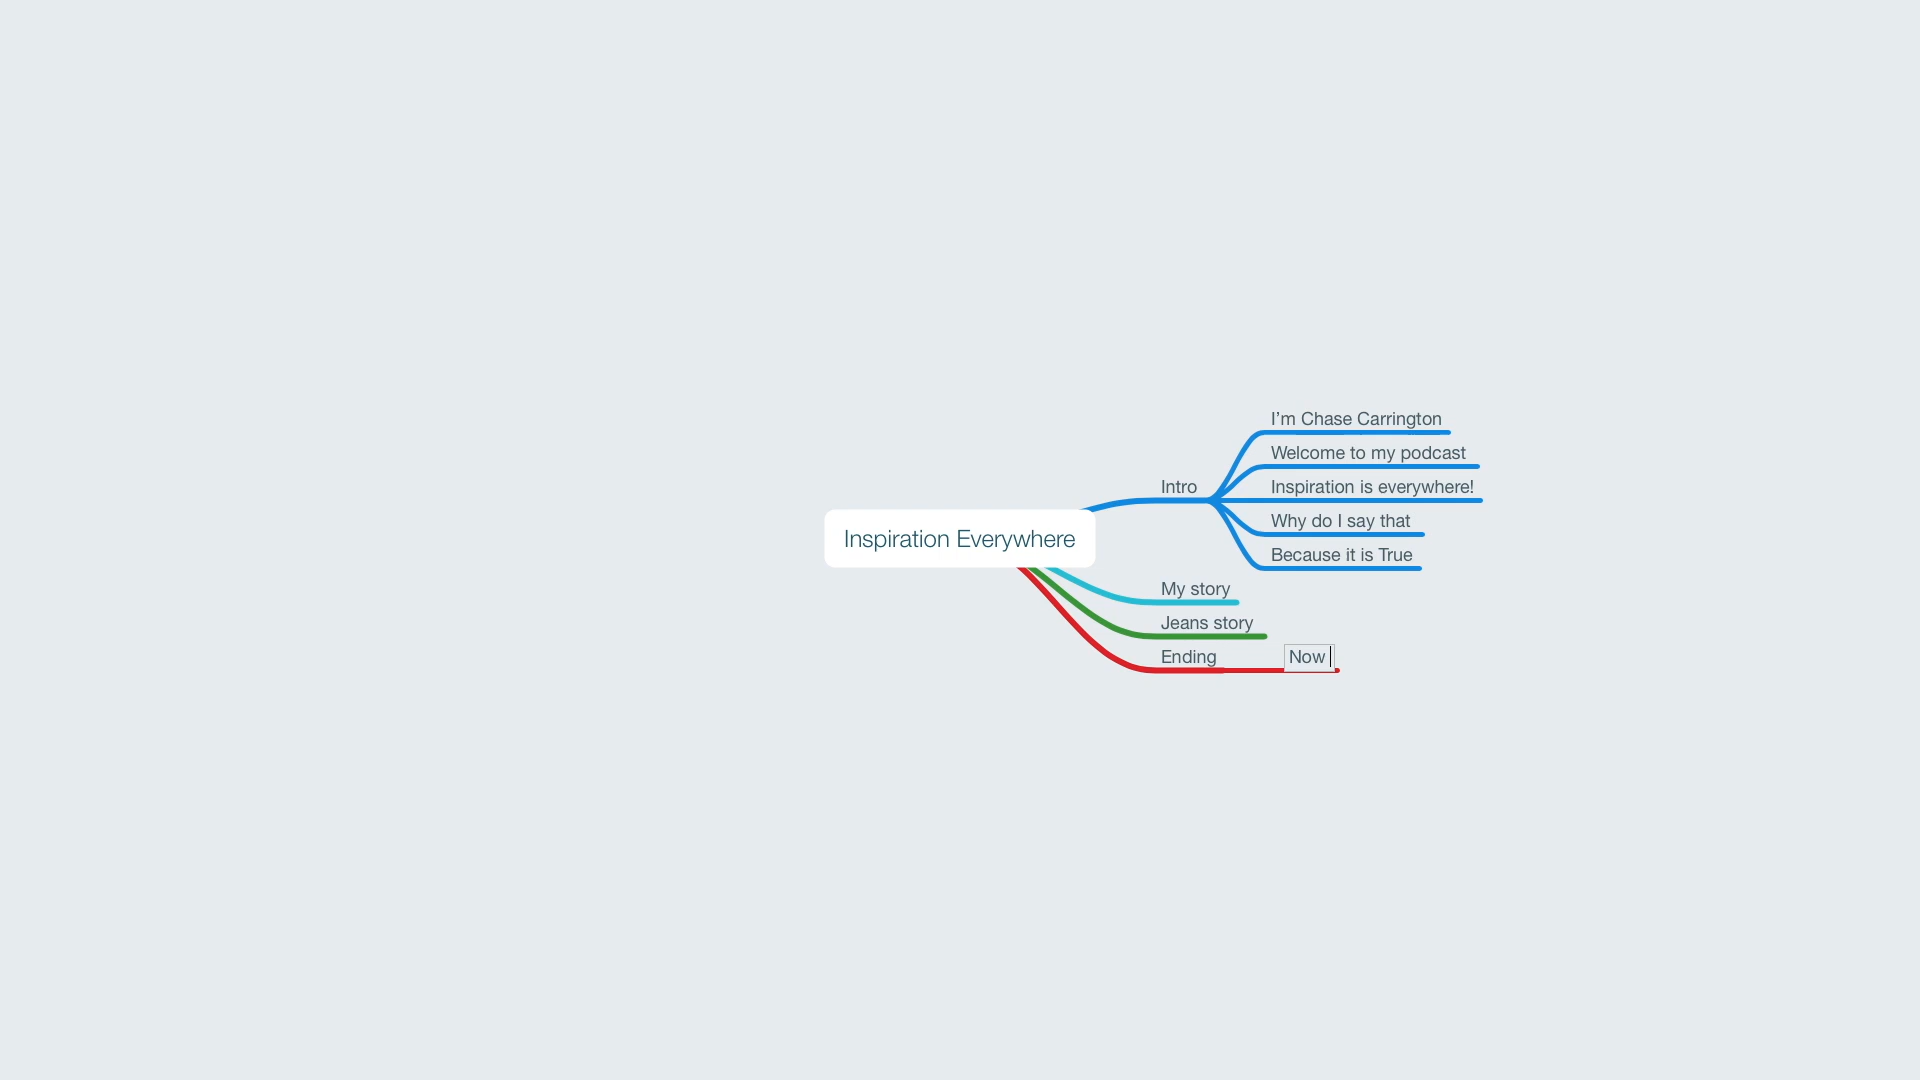 Inspiration Everywhere
Intro
I’m Chase Carrington
Welcome to my podcast
Inspiration is everywhere!
Why do I say that
Because it is True
My story
Jeans story
Ending
Now